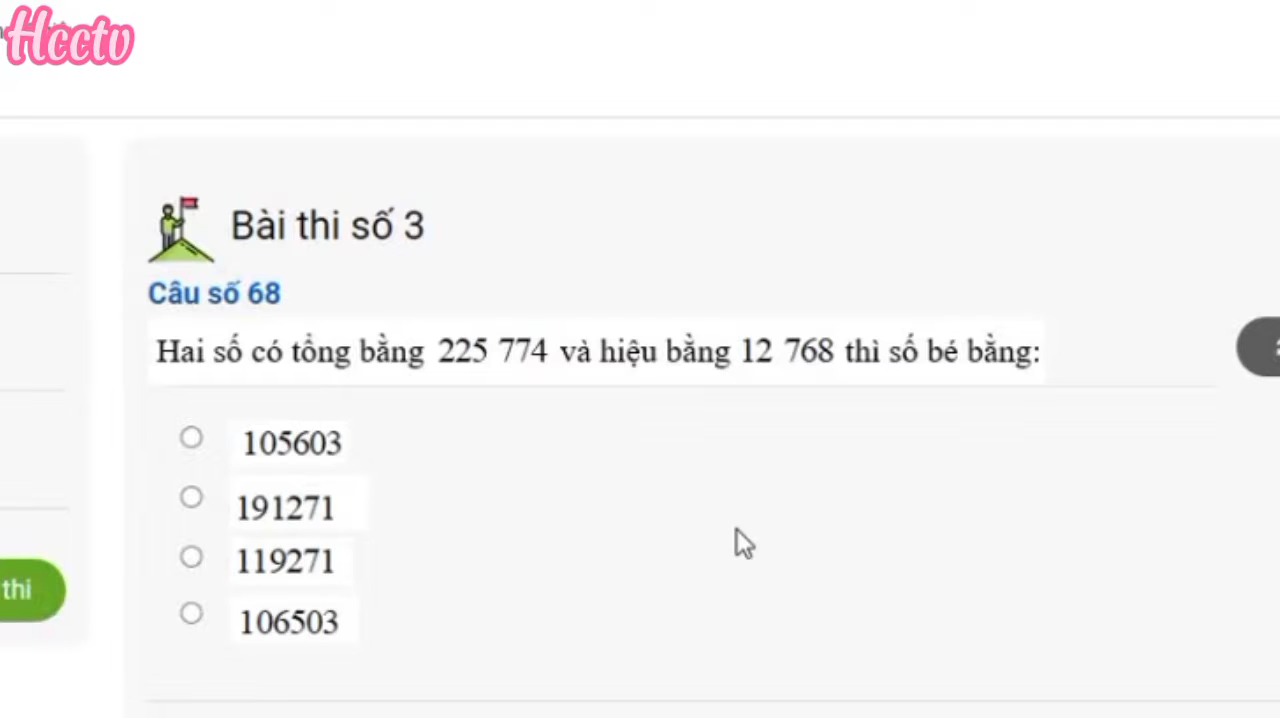 Hcctv
Bài thi số 3
Câu số 68
Hai số có tổng bằng 225 774 và hiệu bằng 12 768 thì số bé bằng:
105603
191271
119271
thi
106503